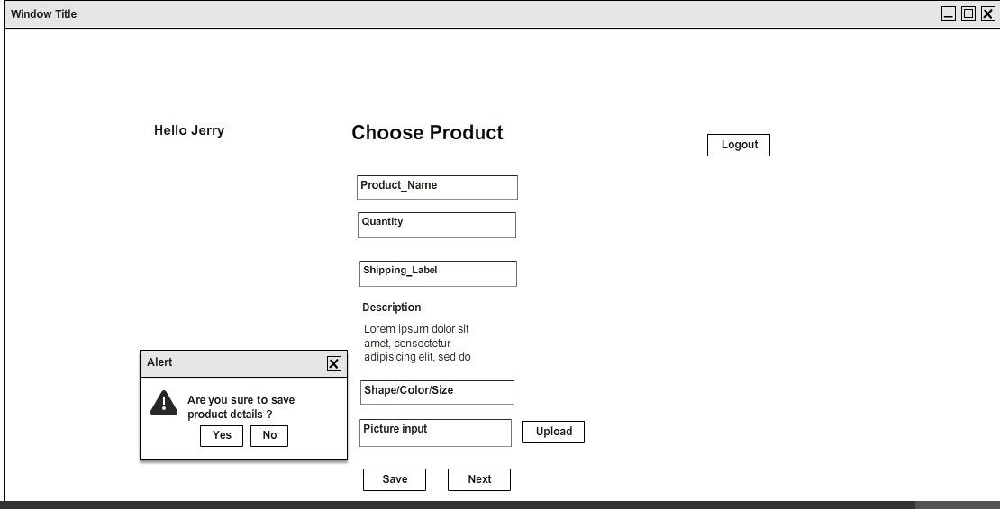 Window Title
Hello Jerry
Choose Product
Logout
Product_Name
Quantity
Shipping_Label
Description
Lorem ipsum dolor sit
amet, consectetur
adipisicing elit, sed do
Alert
Are you sure to save
product details ?
Yes No
Shape/Color/Size
Picture input
Upload
Save Next